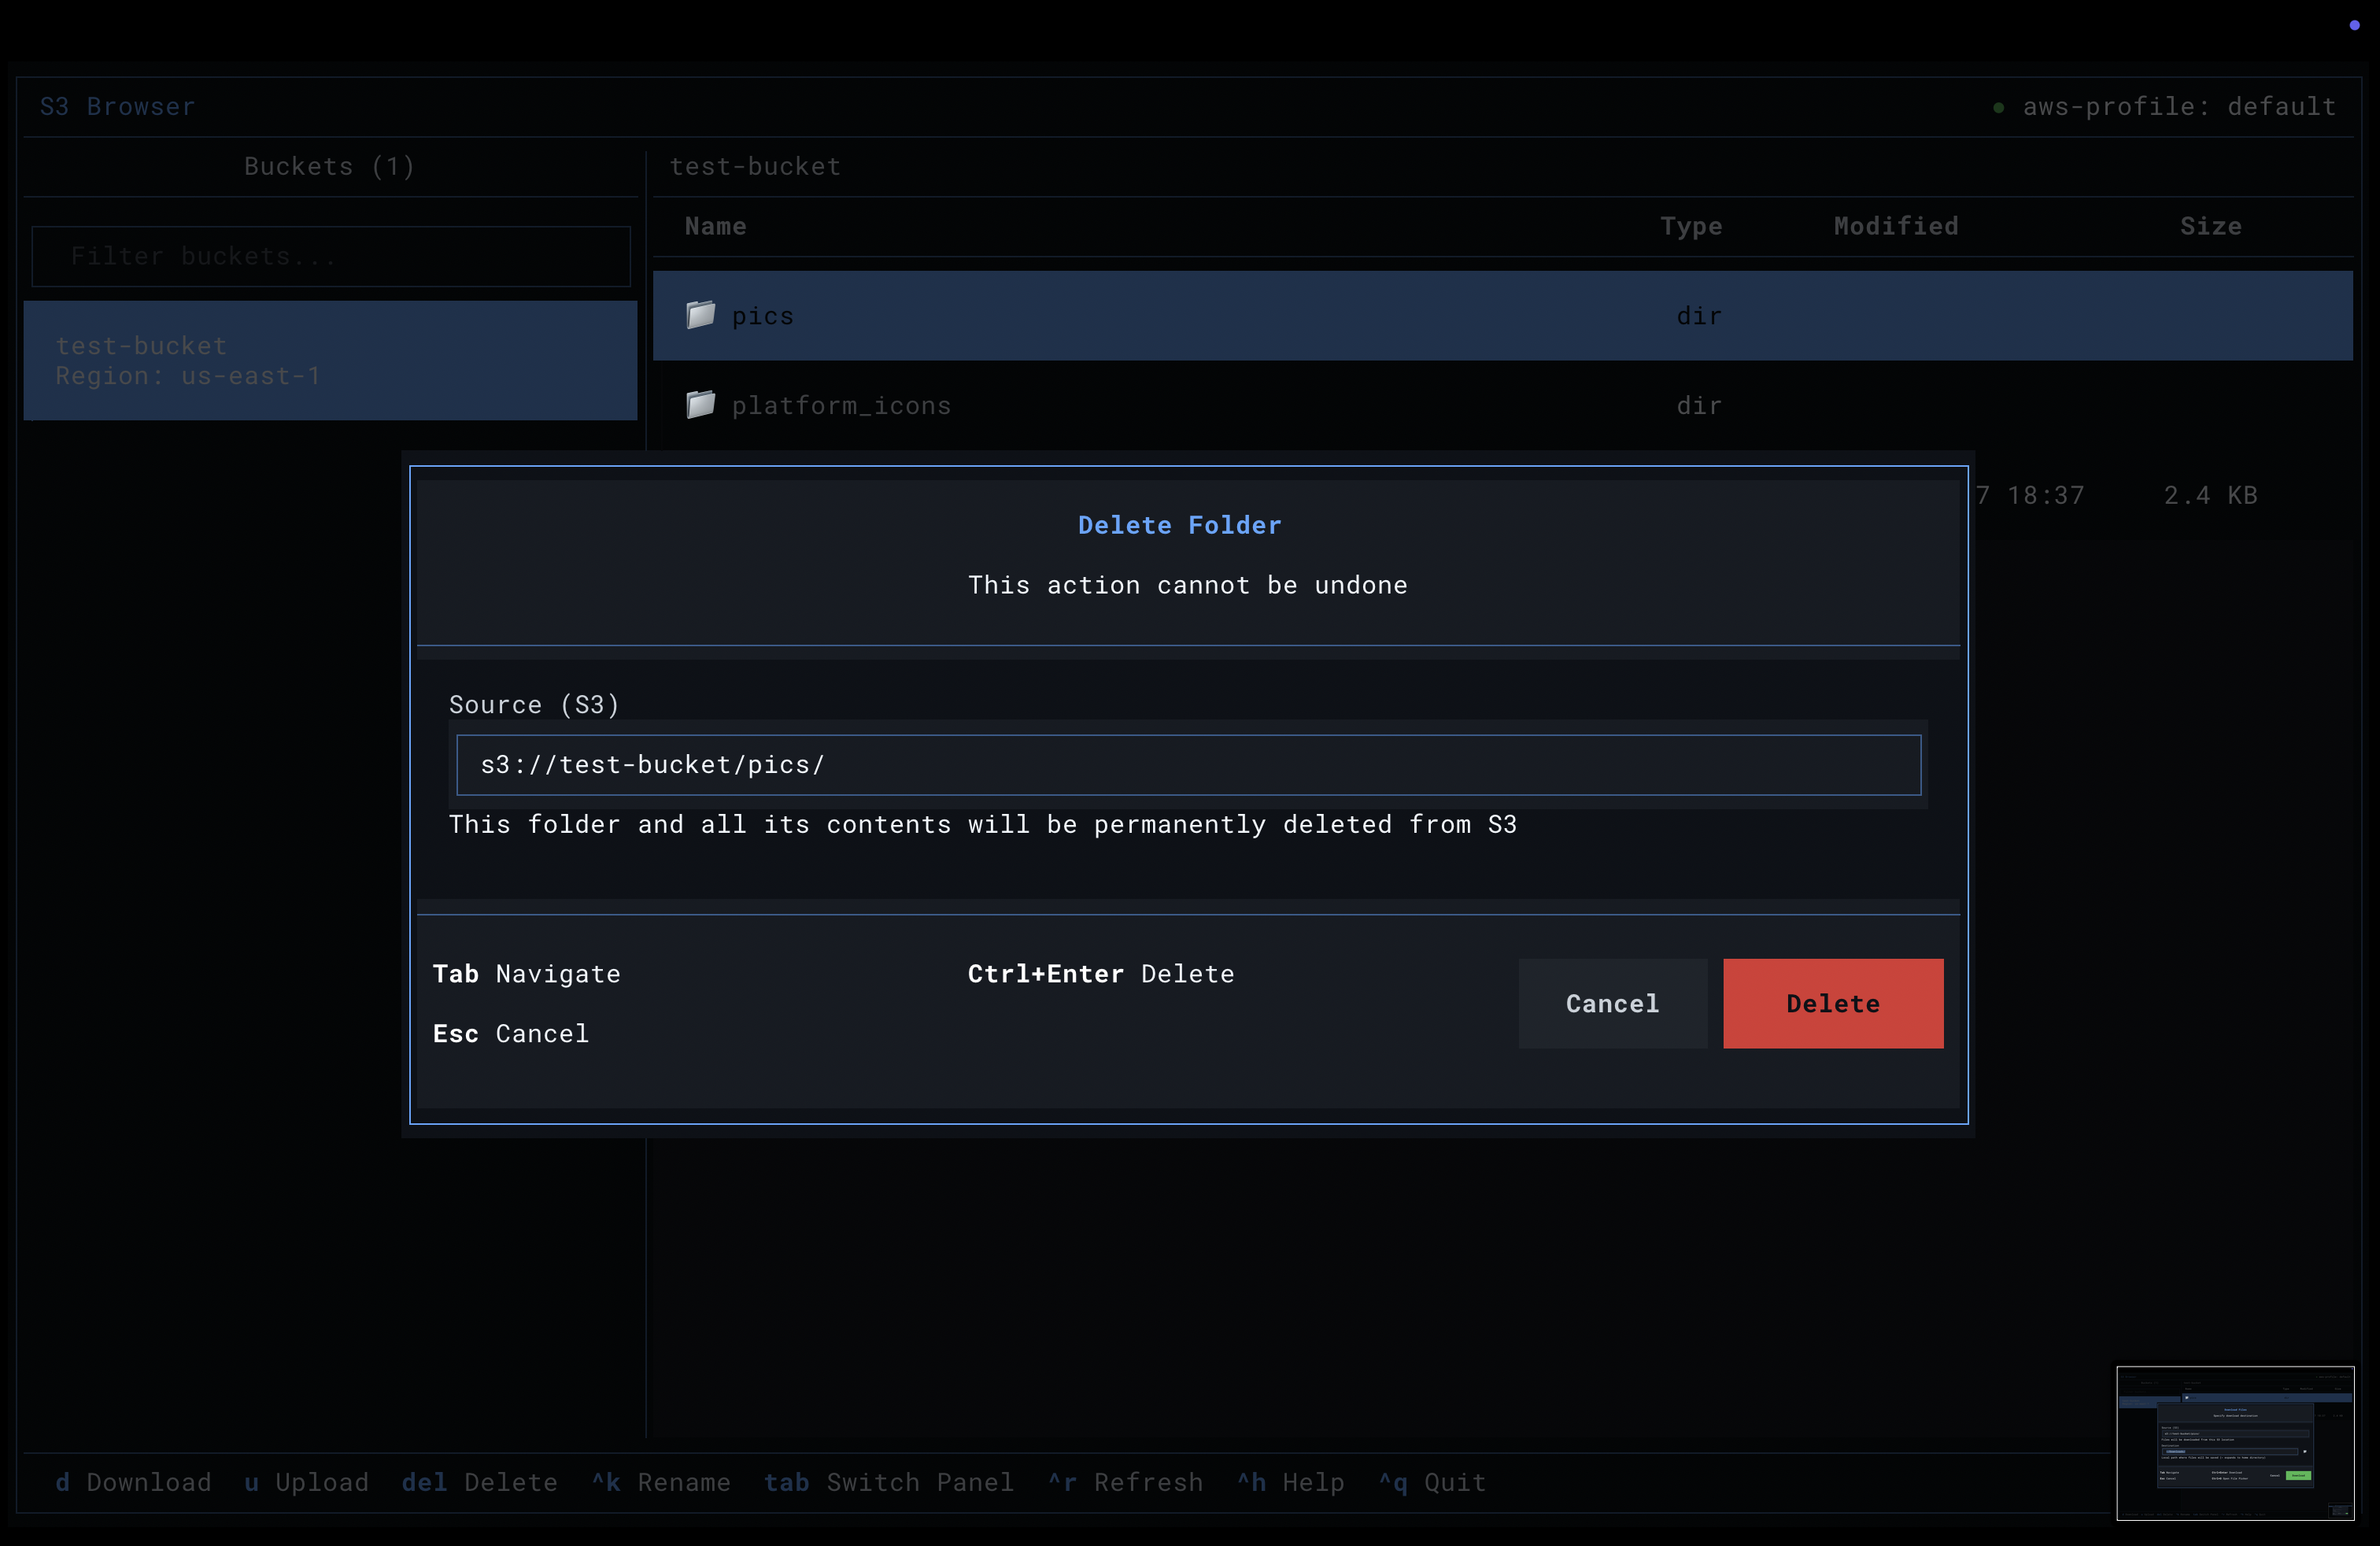 S3 Browser
● aws-profile: default
Buckets (1)
test-bucket
Name Type Modified Size
Filter buckets...
pics dir
test-bucket
Region: us-east-1
platform_icons dir
7 18:37 2.4 KB
Delete Folder
This action cannot be undone
Source (S3)
s3://test-bucket/pics/
This folder and all its contents will be permanently deleted from S3
Tab Navigate Ctrl+Enter Delete
Esc Cancel
Cancel Delete
d Download u Upload del Delete ^k Rename tab Switch Panel ^r Refresh ^h Help ^q Quit